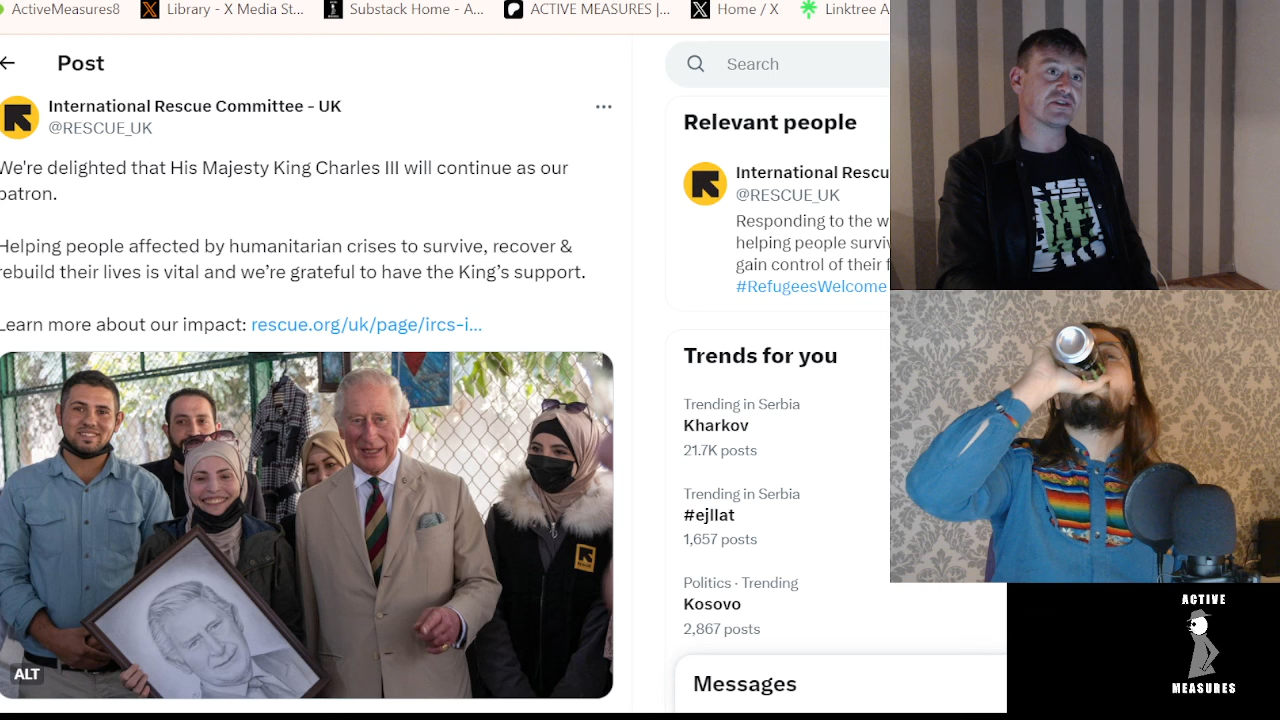 ActiveMeasures8
Library - X Media St...
Substack Home - A...
ACTIVE MEASURES |...
Home / X
Linktree A
Post
International Rescue Committee - UK
@RESCUE_UK
We're delighted that His Majesty King Charles III will continue as our
patron.
Helping people affected by humanitarian crises to survive, recover &
rebuild their lives is vital and we're grateful to have the King's support.
Learn more about our impact: rescue.org/uk/page/ircs-i...
ALT
Search
Relevant people
International Rescu
@RESCUE_UK
Responding to the w
helping people surviv
gain control of their f
#RefugeesWelcome
Trends for you
Trending in Serbia
Kharkov
21.7K posts
Trending in Serbia
#ejllat
1,657 posts
Politics · Trending
Kosovo
2,867 posts
Messages
ACTIVE
MEASURES